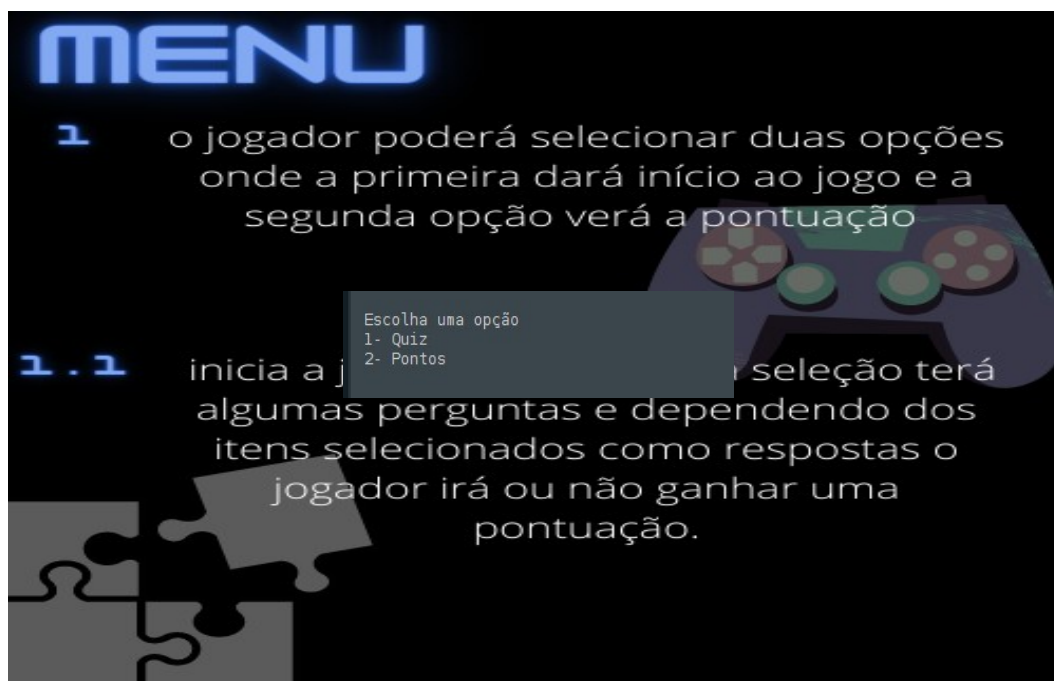 MENU
1
o jogador poderá selecionar duas opções
onde a primeira dará início ao jogo e a
segunda opção verá a pontuação
Escolha uma opção
1- Quiz
2- Pontos
1.1
inicia a seleção terá
algumas perguntas e dependendo dos
itens selecionados como respostas o
jogador irá ou não ganhar uma
pontuação.